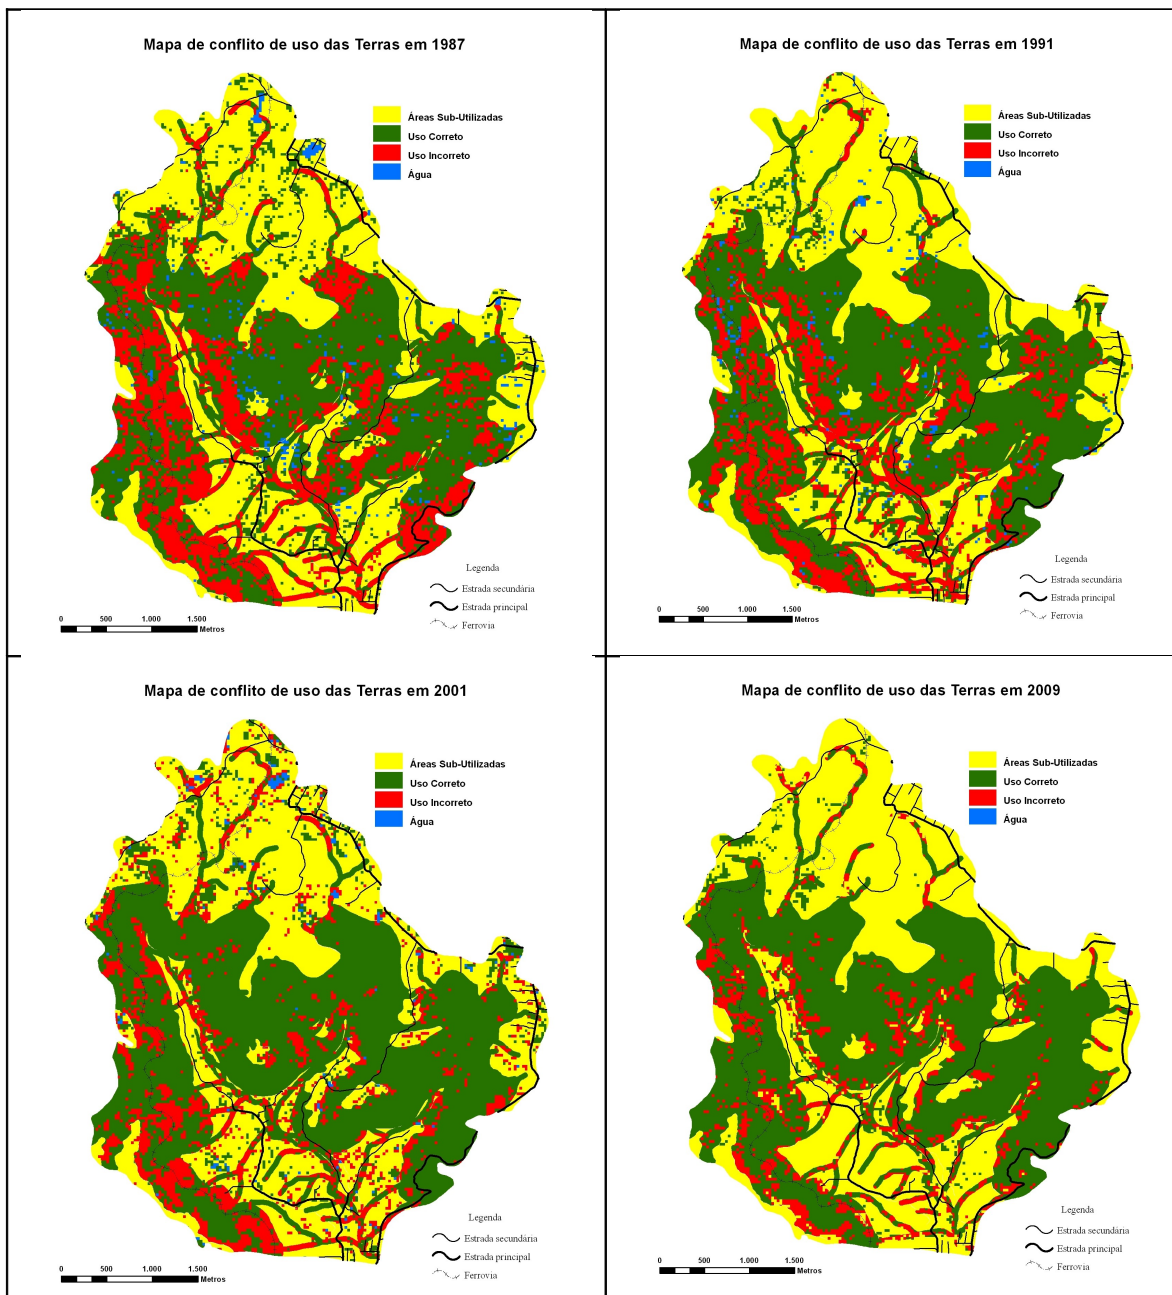 Mapa de conflito de uso das Terras em 1987
Áreas Sub-Utilizadas
Uso Correto
Uso Incorreto
Água
Legenda
Estrada secundária
Estrada principal
Ferrovia
0 500 1.000 1.500
Metros
Mapa de conflito de uso das Terras em 1991
Áreas Sub-Utilizadas
Uso Correto
Uso Incorreto
Água
Legenda
Estrada secundária
Estrada principal
Ferrovia
0 500 1.000 1.500
Metros
Mapa de conflito de uso das Terras em 2001
Áreas Sub-Utilizadas
Uso Correto
Uso Incorreto
Água
Legenda
Estrada secundária
Estrada principal
Ferrovia
0 500 1.000 1.500
Metros
Mapa de conflito de uso das Terras em 2009
Áreas Sub-Utilizadas
Uso Correto
Uso Incorreto
Água
Legenda
Estrada secundária
Estrada principal
Ferrovia
0 500 1.000 1.500
Metros